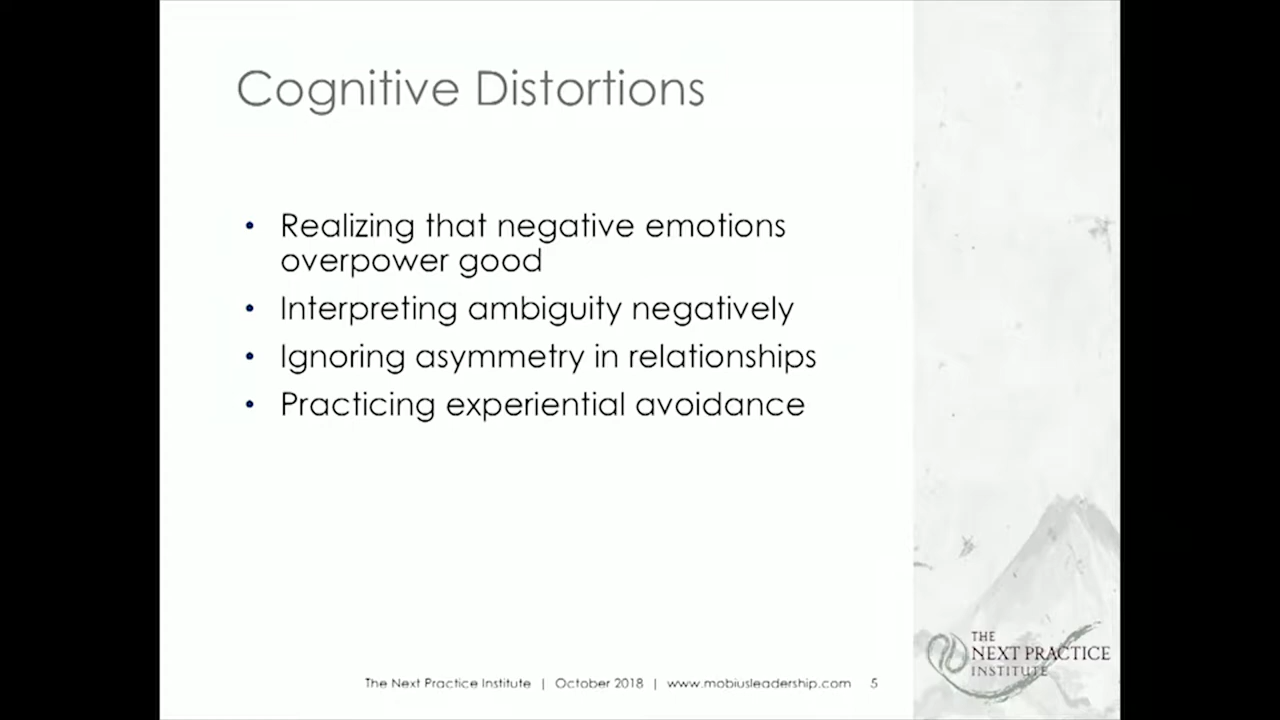 Cognitive Distortions
• Realizing that negative emotions
overpower good
• Interpreting ambiguity negatively
• Ignoring asymmetry in relationships
• Practicing experiential avoidance
The Next Practice Institute | October 2018 | www.mobiusleadership.com 5
THE
NEXT PRACTICE
INSTITUTE